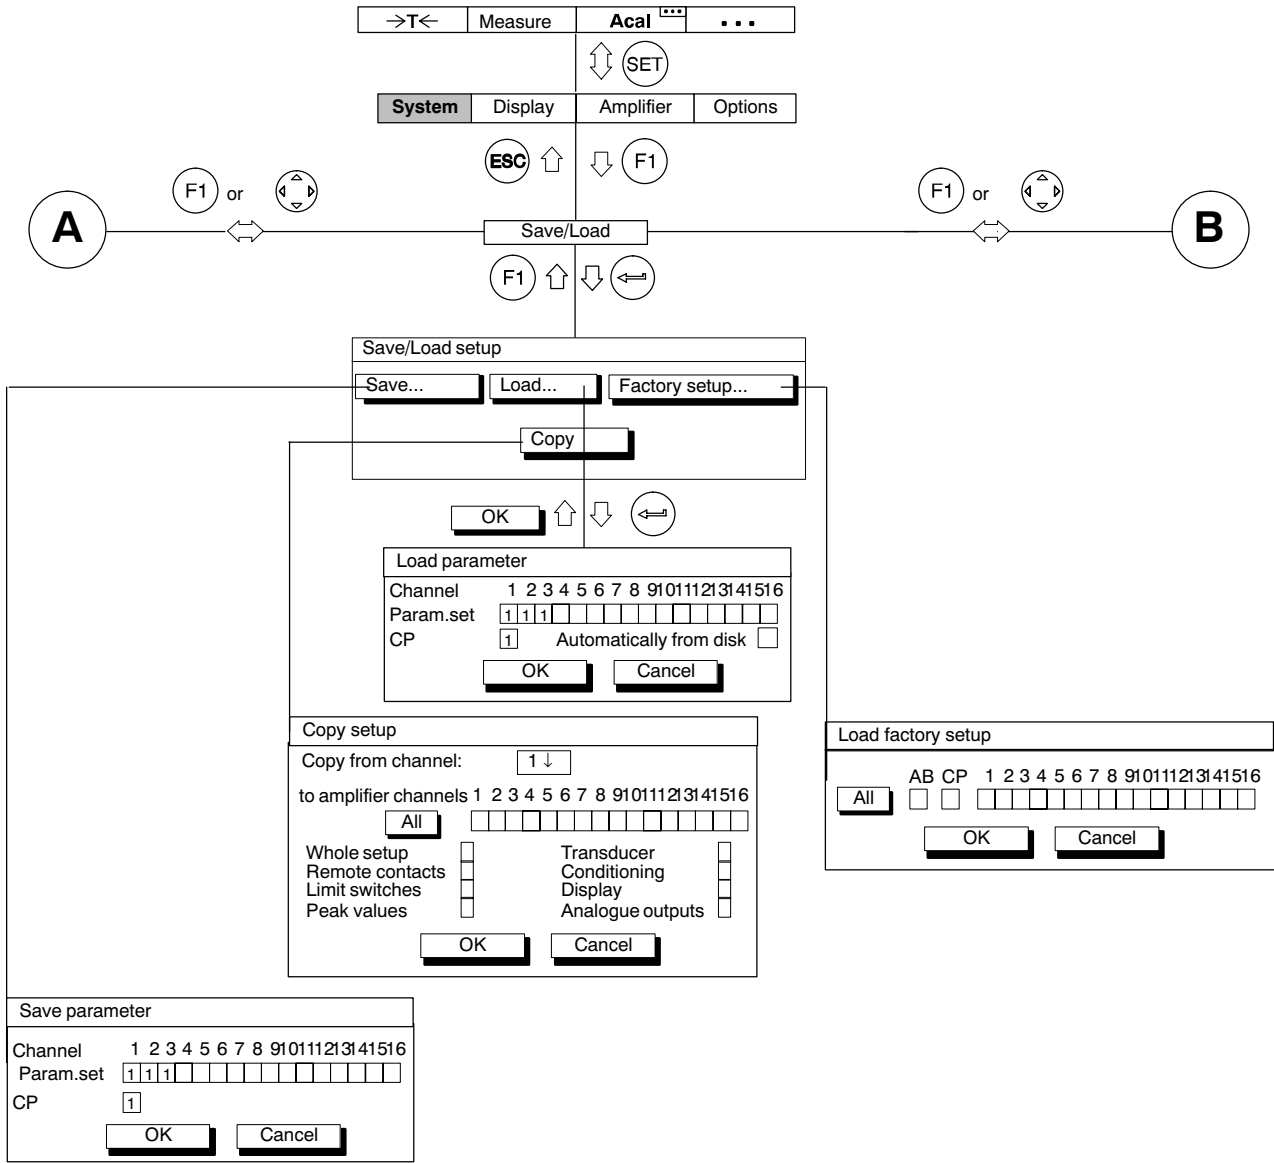 →T← Measure Acal ... ...
SET
System Display Amplifier Options
ESC F1
F1 or F1 or
A Save/Load B
F1
Save/Load setup
Save... Load... Factory setup...
Copy
OK
Load parameter
Channel 1 2 3 4 5 6 7 8 9 10 11 12 13 14 15 16
Param.set 1 1 1
CP 1 Automatically from disk
OK Cancel
Copy setup
Copy from channel: 1 ↓
to amplifier channels 1 2 3 4 5 6 7 8 9 10 11 12 13 14 15 16
All
Whole setup Transducer
Remote contacts Conditioning
Limit switches Display
Peak values Analogue outputs
OK Cancel
Load factory setup
AB CP 1 2 3 4 5 6 7 8 9 10 11 12 13 14 15 16
All
OK Cancel
Save parameter
Channel 1 2 3 4 5 6 7 8 9 10 11 12 13 14 15 16
Param.set 1 1 1
CP 1
OK Cancel